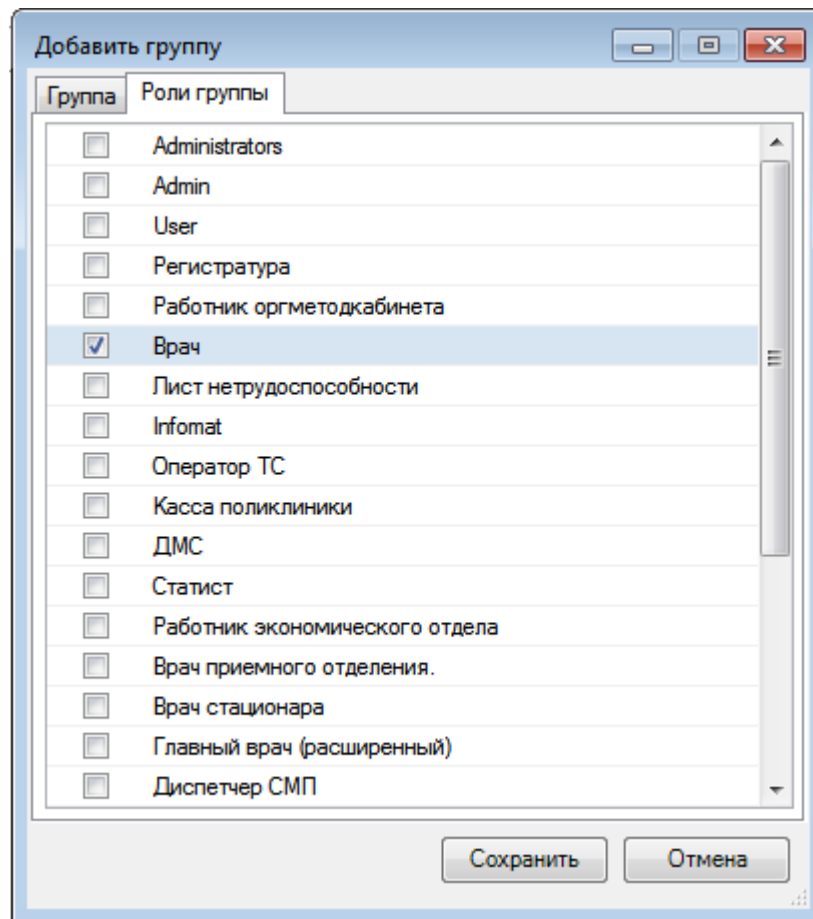 Добавить группу
Группа
Роли группы
Administrators
Admin
User
Регистратура
Работник оргметодкабинета
Врач
Лист нетрудоспособности
Infomat
Оператор ТС
Касса поликлиники
ДМС
Статист
Работник экономического отдела
Врач приемного отделения.
Врач стационара
Главный врач (расширенный)
Диспетчер СМП
Сохранить
Отмена